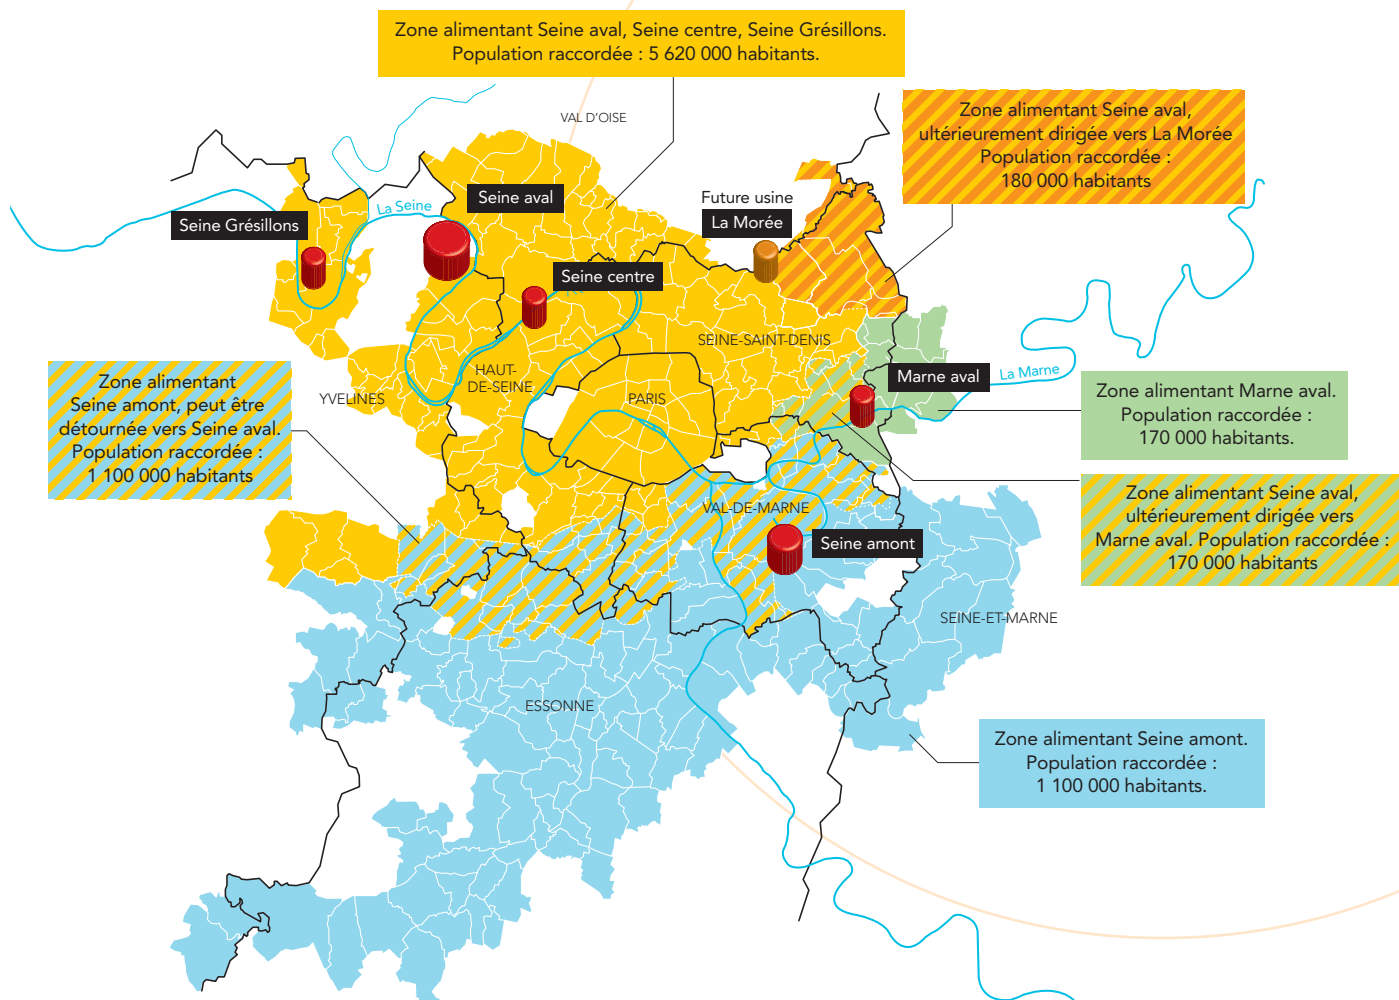 Zone alimentant Seine aval, Seine centre, Seine Grésillons.
Population raccordée : 5 620 000 habitants.
VAL D'OISE
Zone alimentant Seine aval,
ultérieurement dirigée vers La Morée
Population raccordée :
180 000 habitants
Seine aval
Future usine
La Morée
La Seine
Seine Grésillons
Seine centre
SEINE-SAINT-DENIS
HAUT-
DE-SEINE
Marne aval
La Marne
Zone alimentant
Seine amont, peut être
détournée vers Seine aval.
Population raccordée :
1 100 000 habitants
YVELINES
PARIS
Zone alimentant Marne aval.
Population raccordée :
170 000 habitants.
Zone alimentant Seine aval,
ultérieurement dirigée vers
Marne aval. Population raccordée :
170 000 habitants
VAL-DE-MARNE
Seine amont
SEINE-ET-MARNE
ESSONNE
Zone alimentant Seine amont.
Population raccordée :
1 100 000 habitants.